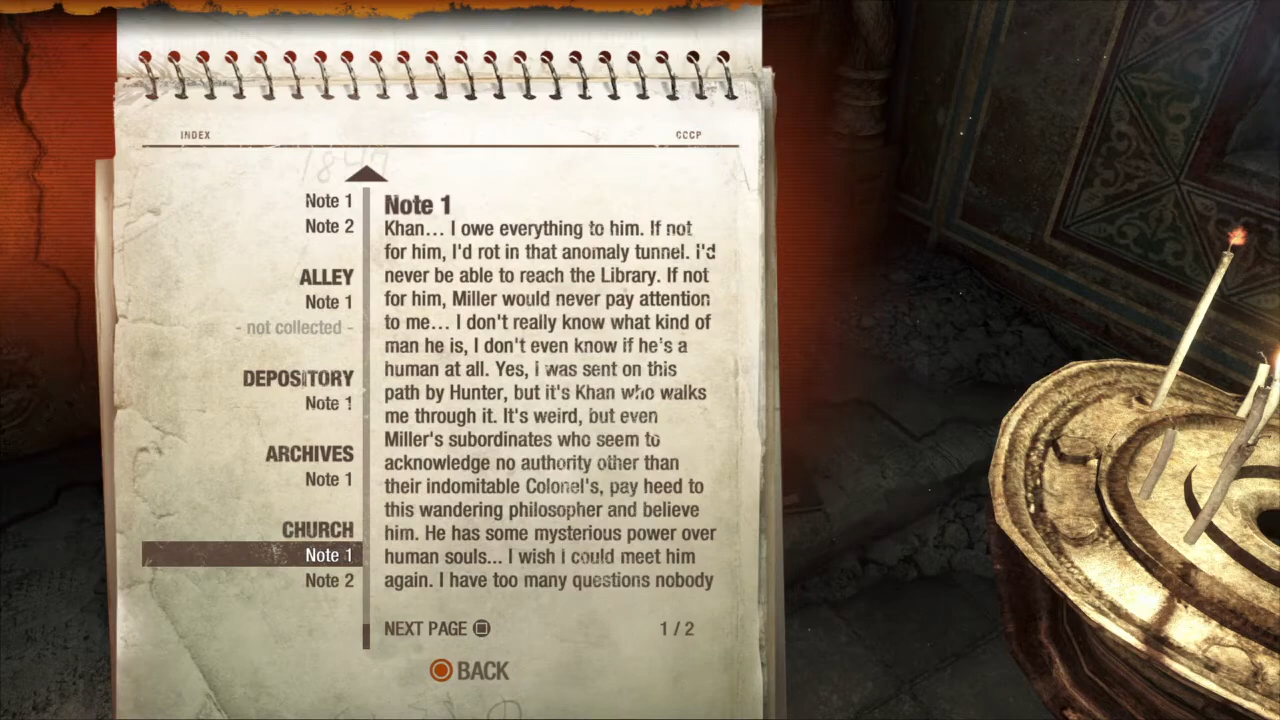 INDEX
CCCP
Note 1
Note 2
ALLEY
Note 1
- not collected -
DEPOSITORY
Note 1
ARCHIVES
Note 1
CHURCH
Note 1
Note 2
Note 1
Khan... I owe everything to him. If not
for him, I'd rot in that anomaly tunnel. I'd
never be able to reach the Library. If not
for him, Miller would never pay attention
to me... I don't really know what kind of
man he is, I don't even know if he's a
human at all. Yes, I was sent on this
path by Hunter, but it's Khan who walks
me through it. It's weird, but even
Miller's subordinates who seem to
acknowledge no authority other than
their indomitable Colonel's, pay heed to
this wandering philosopher and believe
him. He has some mysterious power over
human souls... I wish I could meet him
again. I have too many questions nobody
NEXT PAGE
1 / 2
BACK